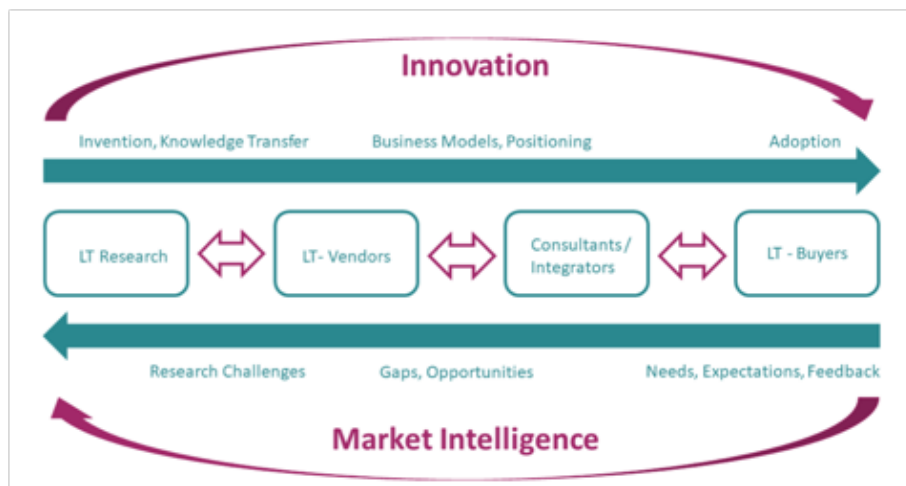 Innovation
Invention, Knowledge Transfer
Business Models, Positioning
Adoption
LT Research
LT- Vendors
Consultants/
Integrators
LT - Buyers
Research Challenges
Gaps, Opportunities
Needs, Expectations, Feedback
Market Intelligence